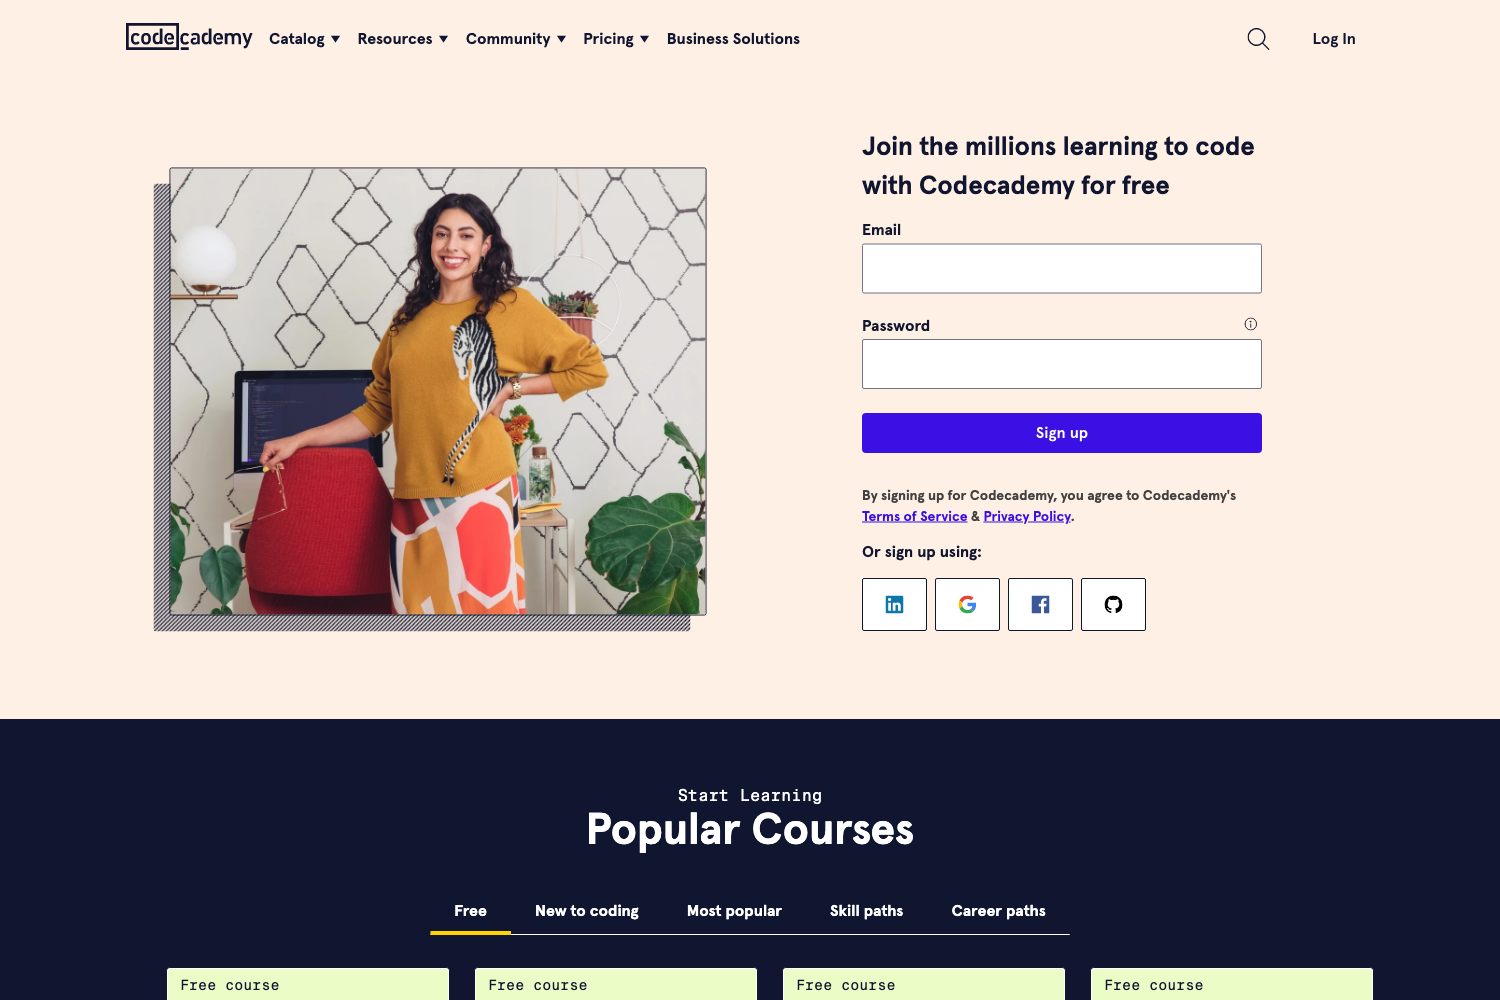 codecademy
Catalog
Resources
Community
Pricing
Business Solutions
Log In
Join the millions learning to code
with Codecademy for free
Email
Password
Sign up
By signing up for Codecademy, you agree to Codecademy's
Terms of Service & Privacy Policy.
Or sign up using:
Start Learning
Popular Courses
Free
New to coding
Most popular
Skill paths
Career paths
Free course
Free course
Free course
Free course